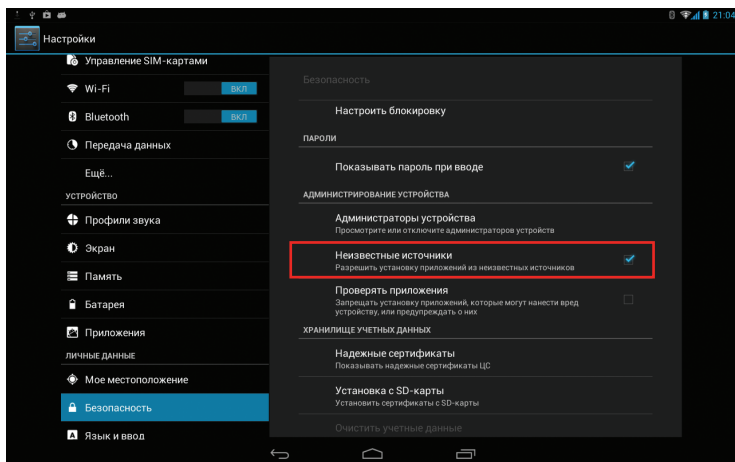 21:04
Настройки
Управление SIM-картами
Wi-Fi
ВКЛ
Bluetooth
ВКЛ
Передача данных
Ещё...
УСТРОЙСТВО
Профили звука
Экран
Память
Батарея
Приложения
ЛИЧНЫЕ ДАННЫЕ
Мое местоположение
Безопасность
Язык и ввод
Безопасность
Настроить блокировку
ПАРОЛИ
Показывать пароль при вводе
АДМИНИСТРИРОВАНИЕ УСТРОЙСТВА
Администраторы устройства
Просмотрите или отключите администраторов устройств
Неизвестные источники
Разрешить установку приложений из неизвестных источников
Проверять приложения
Запрещать установку приложений, которые могут нанести вред
устройству, или предупреждать о них
ХРАНИЛИЩЕ УЧЕТНЫХ ДАННЫХ
Надежные сертификаты
Показывать надежные сертификаты ЦС
Установка с SD-карты
Установить сертификаты с SD-карты
Очистить учетные данные